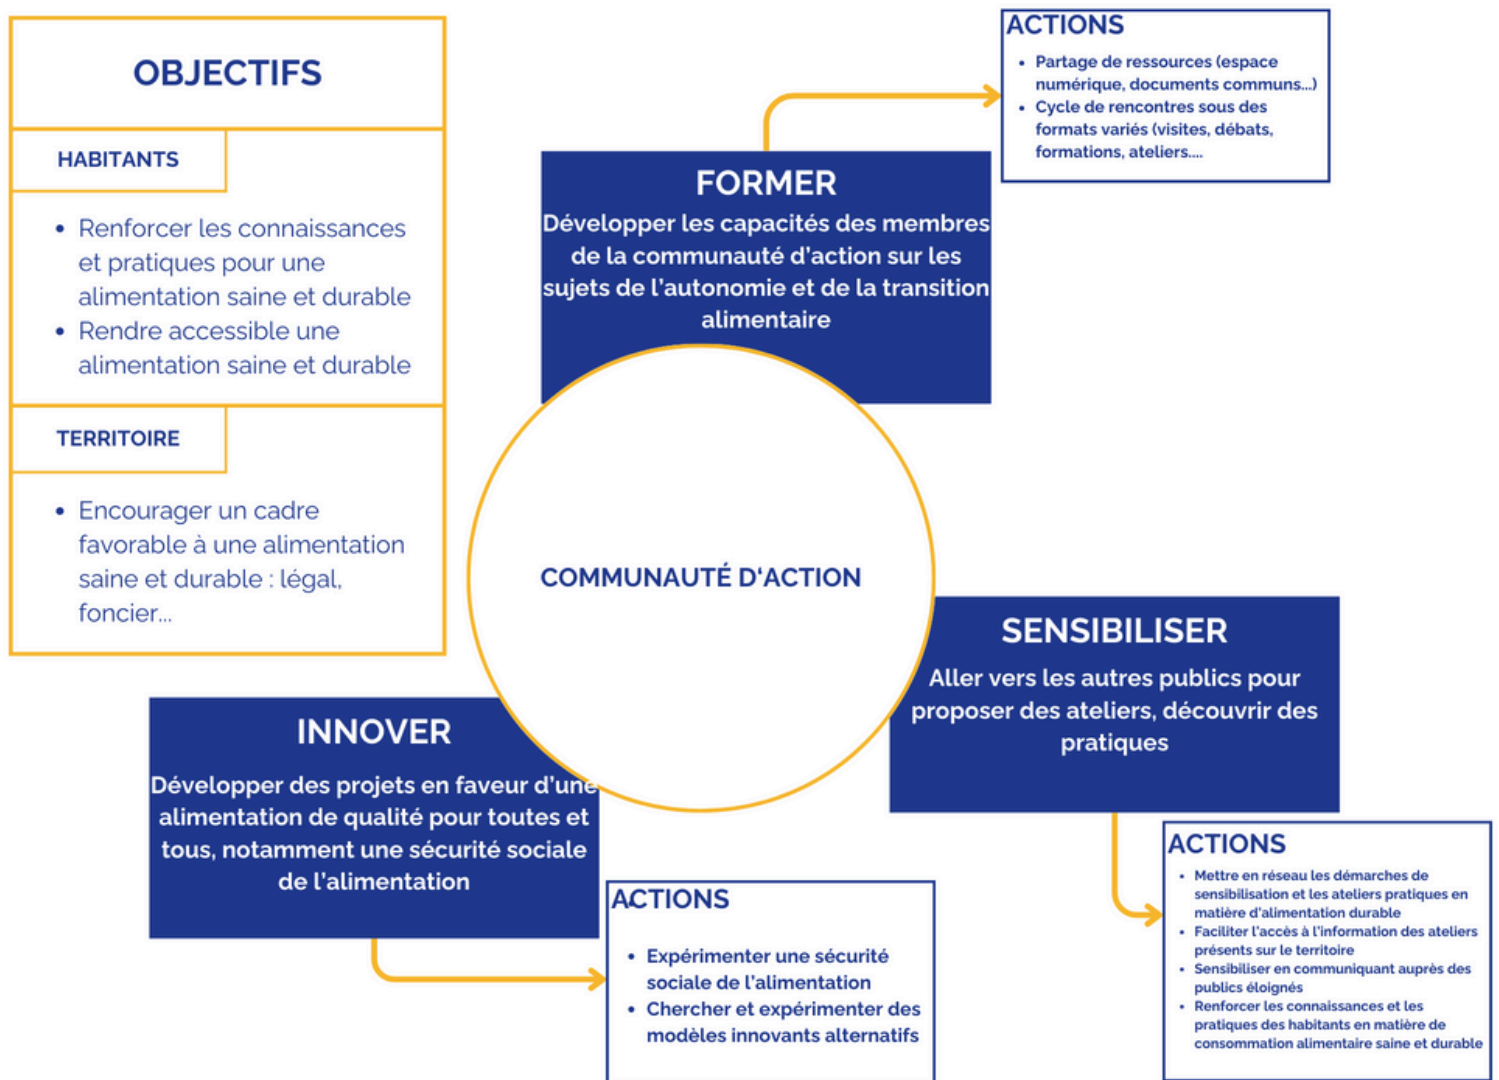 OBJECTIFS
HABITANTS
• Renforcer les connaissances
et pratiques pour une
alimentation saine et durable
• Rendre accessible une
alimentation saine et durable
TERRITOIRE
• Encourager un cadre
favorable à une alimentation
saine et durable : légal,
foncier...
ACTIONS
• Partage de ressources (espace
numérique, documents communs...)
• Cycle de rencontres sous des
formats variés (visites, débats,
formations, ateliers....
FORMER
Développer les capacités des membres
de la communauté d'action sur les
sujets de l'autonomie et de la transition
alimentaire
COMMUNAUTÉ D'ACTION
SENSIBILISER
Aller vers les autres publics pour
proposer des ateliers, découvrir des
pratiques
ACTIONS
• Mettre en réseau les démarches de
sensibilisation et les ateliers pratiques en
matière d'alimentation durable
• Faciliter l'accès à l'information des ateliers
présents sur le territoire
• Sensibiliser en communiquant auprès des
publics éloignés
• Renforcer les connaissances et les
pratiques des habitants en matière de
consommation alimentaire saine et durable
INNOVER
Développer des projets en faveur d'une
alimentation de qualité pour toutes et
tous, notamment une sécurité sociale
de l'alimentation
ACTIONS
• Expérimenter une sécurité
sociale de l'alimentation
• Chercher et expérimenter des
modèles innovants alternatifs